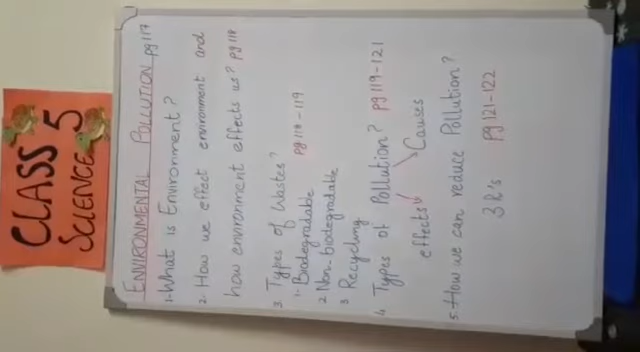 CLASS 5
SCIENCE
ENVIRONMENTAL POLLUTION pg 117
1- What is Environment?
2- How we effect environment and
how environment effects us? pg 118
3. Types of Wastes?
1- Biodegradable pg 118-119
2 Non-biodegradable
3 Recycling
4. Types of Pollution? pg 119-121
effects Causes
5. How we can reduce Pollution?
3R's pg 121-122